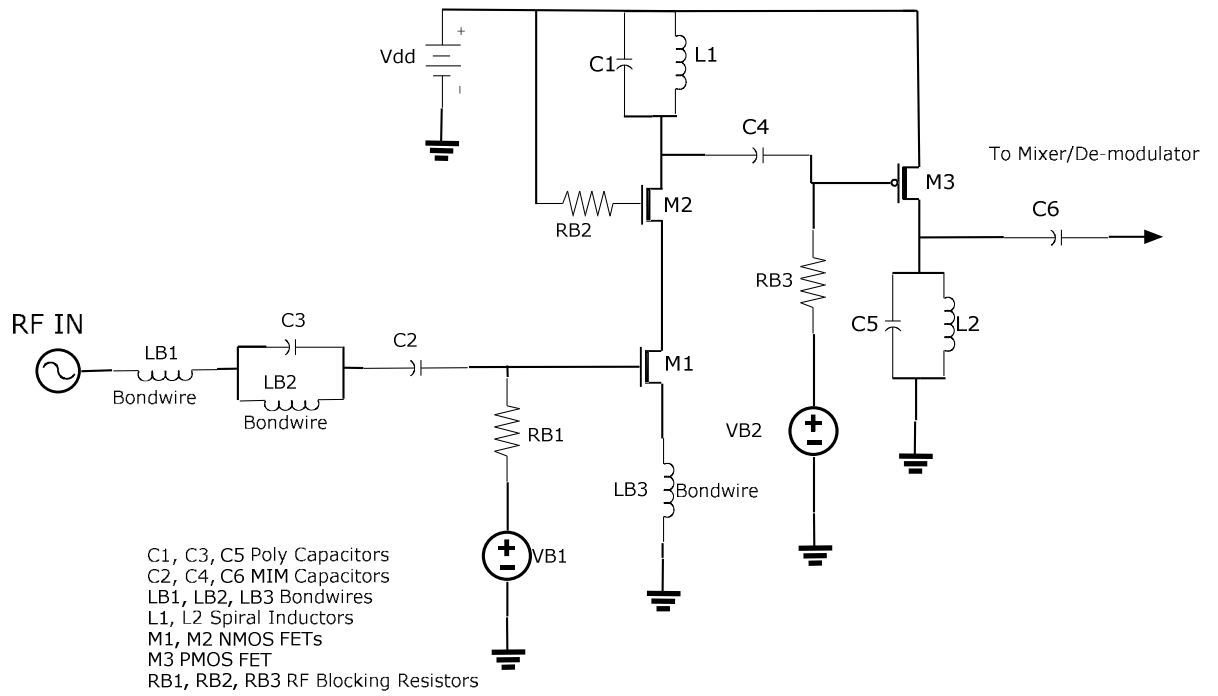 Vdd
+
-
C1
L1
C4
To Mixer/De-modulator
M3
M2
RB2
C6
RB3
C5
L2
RF IN
C3
C2
LB1
LB2
Bondwire
Bondwire
M1
RB1
VB2
+
-
LB3
Bondwire
+
-
VB1
C1, C3, C5 Poly Capacitors
C2, C4, C6 MIM Capacitors
LB1, LB2, LB3 Bondwires
L1, L2 Spiral Inductors
M1, M2 NMOS FETs
M3 PMOS FET
RB1, RB2, RB3 RF Blocking Resistors